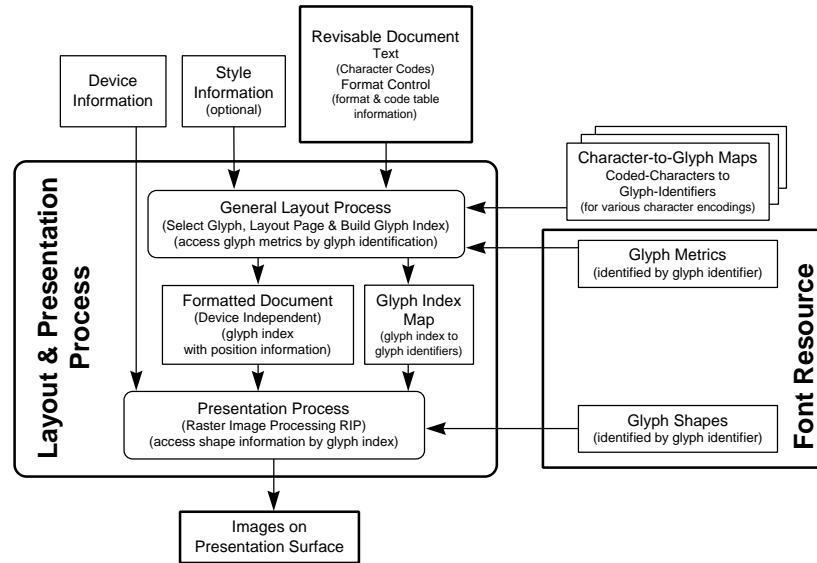 Revisable Document
Text
(Character Codes)
Format Control
(format & code table
information)
Device
Information
Style
Information
(optional)
Character-to-Glyph Maps
Coded-Characters to
Glyph-Identifiers
(for various character encodings)
Layout & Presentation
Process
General Layout Process
(Select Glyph, Layout Page & Build Glyph Index)
(access glyph metrics by glyph identification)
Glyph Metrics
(identified by glyph identifier)
Formatted Document
(Device Independent)
(glyph index
with position information)
Glyph Index
Map
(glyph index to
glyph identifiers)
Font Resource
Presentation Process
(Raster Image Processing RIP)
(access shape information by glyph index)
Glyph Shapes
(identified by glyph identifier)
Images on
Presentation Surface